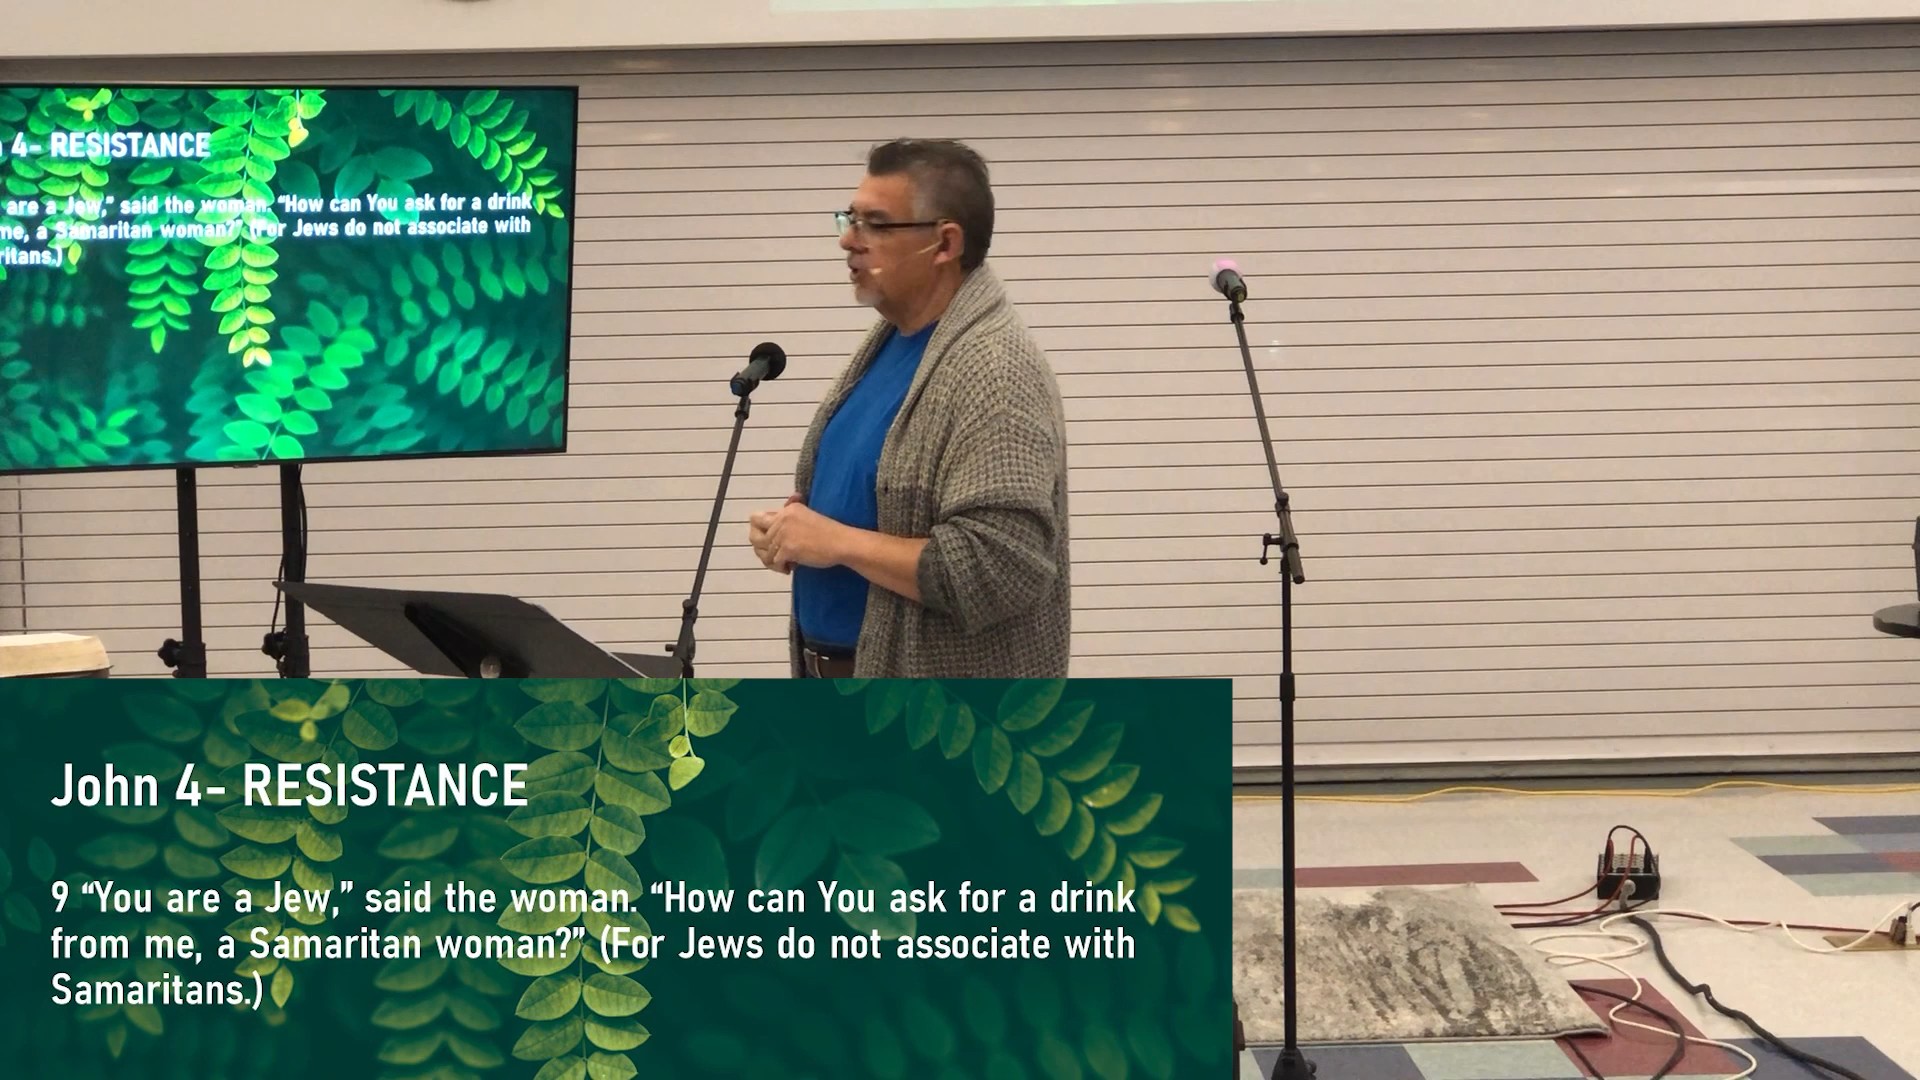 4- RESISTANCE
are a Jew,” said the woman. “How can You ask for a drink
me, a Samaritan woman?” (For Jews do not associate with
ritans.)
John 4- RESISTANCE
9 “You are a Jew,” said the woman. “How can You ask for a drink
from me, a Samaritan woman?” (For Jews do not associate with
Samaritans.)